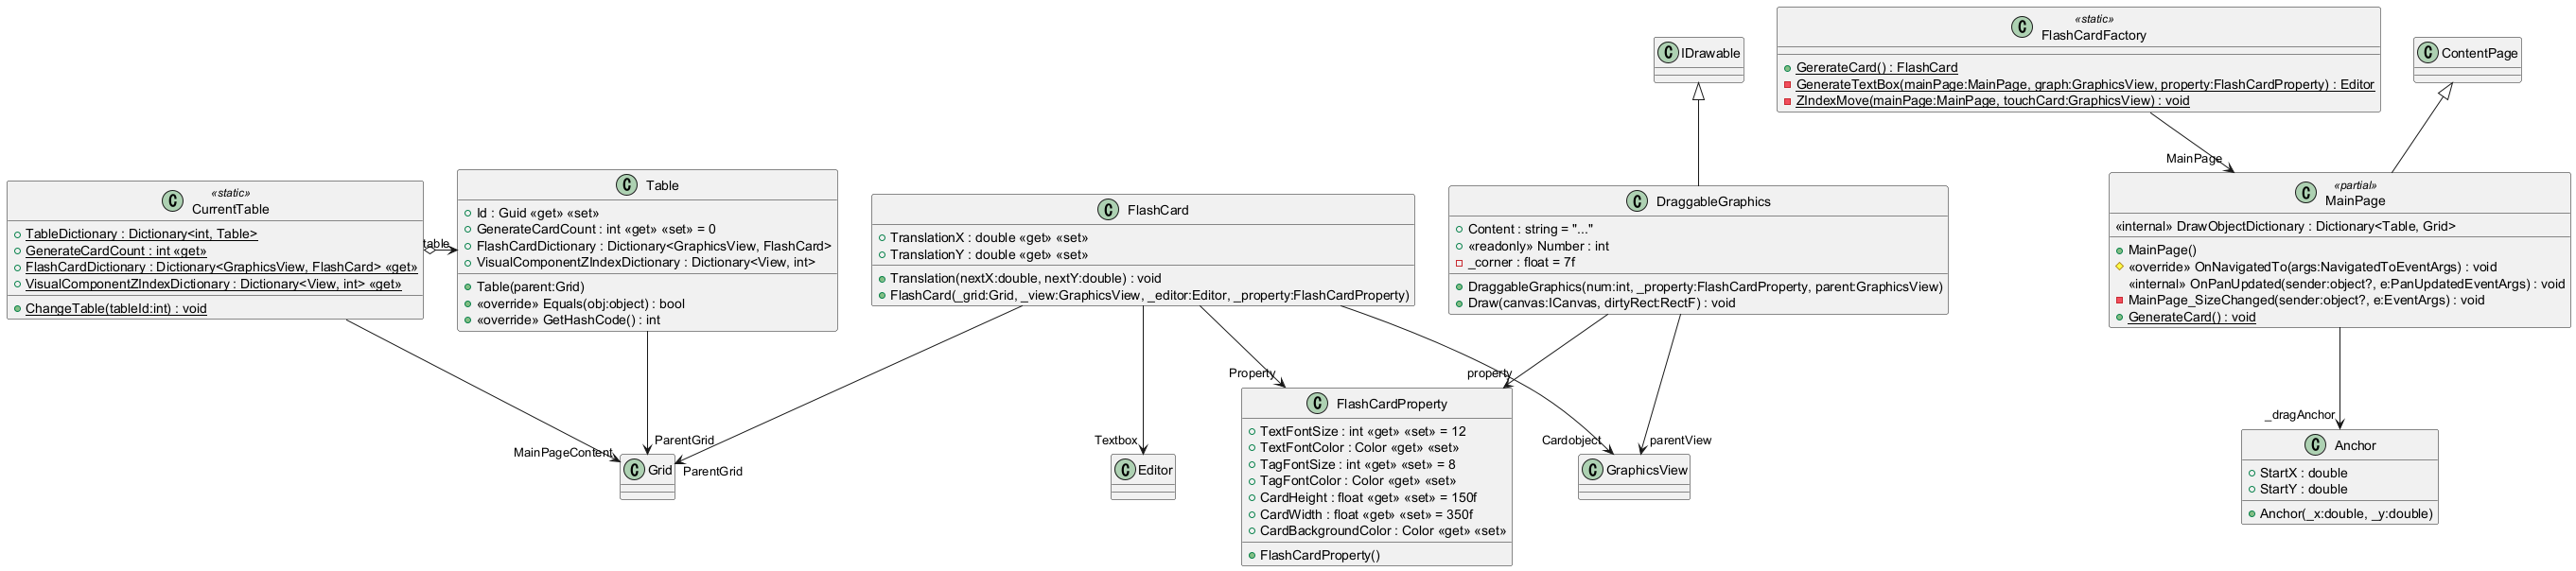 C IDrawable
«static»
C FlashCardFactory
GererateCard() : FlashCard
GenerateTextBox(mainPage:MainPage, graph:GraphicsView, property:FlashCardProperty) : Editor
ZIndexMove(mainPage:MainPage, touchCard:GraphicsView) : void
C ContentPage
MainPage
«static»
C CurrentTable
TableDictionary : Dictionary<int, Table>
GenerateCardCount : int «get»
FlashCardDictionary : Dictionary<GraphicsView, FlashCard> «get»
VisualComponentZIndexDictionary : Dictionary<View, int> «get»
ChangeTable(tableId:int) : void
table
C Table
Id : Guid «get» «set»
GenerateCardCount : int «get» «set» = 0
FlashCardDictionary : Dictionary<GraphicsView, FlashCard>
VisualComponentZIndexDictionary : Dictionary<View, int>
Table(parent:Grid)
«override» Equals(obj:object) : bool
«override» GetHashCode() : int
C FlashCard
TranslationX : double «get» «set»
TranslationY : double «get» «set»
Translation(nextX:double, nextY:double) : void
FlashCard(_grid:Grid, _view:GraphicsView, _editor:Editor, _property:FlashCardProperty)
C DraggableGraphics
Content : string = "..."
«readonly» Number : int
_corner : float = 7f
DraggableGraphics(num:int, _property:FlashCardProperty, parent:GraphicsView)
Draw(canvas:ICanvas, dirtyRect:RectF) : void
«partial»
C MainPage
«internal» DrawObjectDictionary : Dictionary<Table, Grid>
MainPage()
«override» OnNavigatedTo(args:NavigatedToEventArgs) : void
«internal» OnPanUpdated(sender:object?, e:PanUpdatedEventArgs) : void
MainPage_SizeChanged(sender:object?, e:EventArgs) : void
GenerateCard() : void
MainPageContent
ParentGrid
ParentGrid
C Grid
Textbox
C Editor
Property
property
C FlashCardProperty
TextFontSize : int «get» «set» = 12
TextFontColor : Color «get» «set»
TagFontSize : int «get» «set» = 8
TagFontColor : Color «get» «set»
CardHeight : float «get» «set» = 150f
CardWidth : float «get» «set» = 350f
CardBackgroundColor : Color «get» «set»
FlashCardProperty()
Cardobject
parentView
C GraphicsView
_dragAnchor
C Anchor
StartX : double
StartY : double
Anchor(_x:double, _y:double)